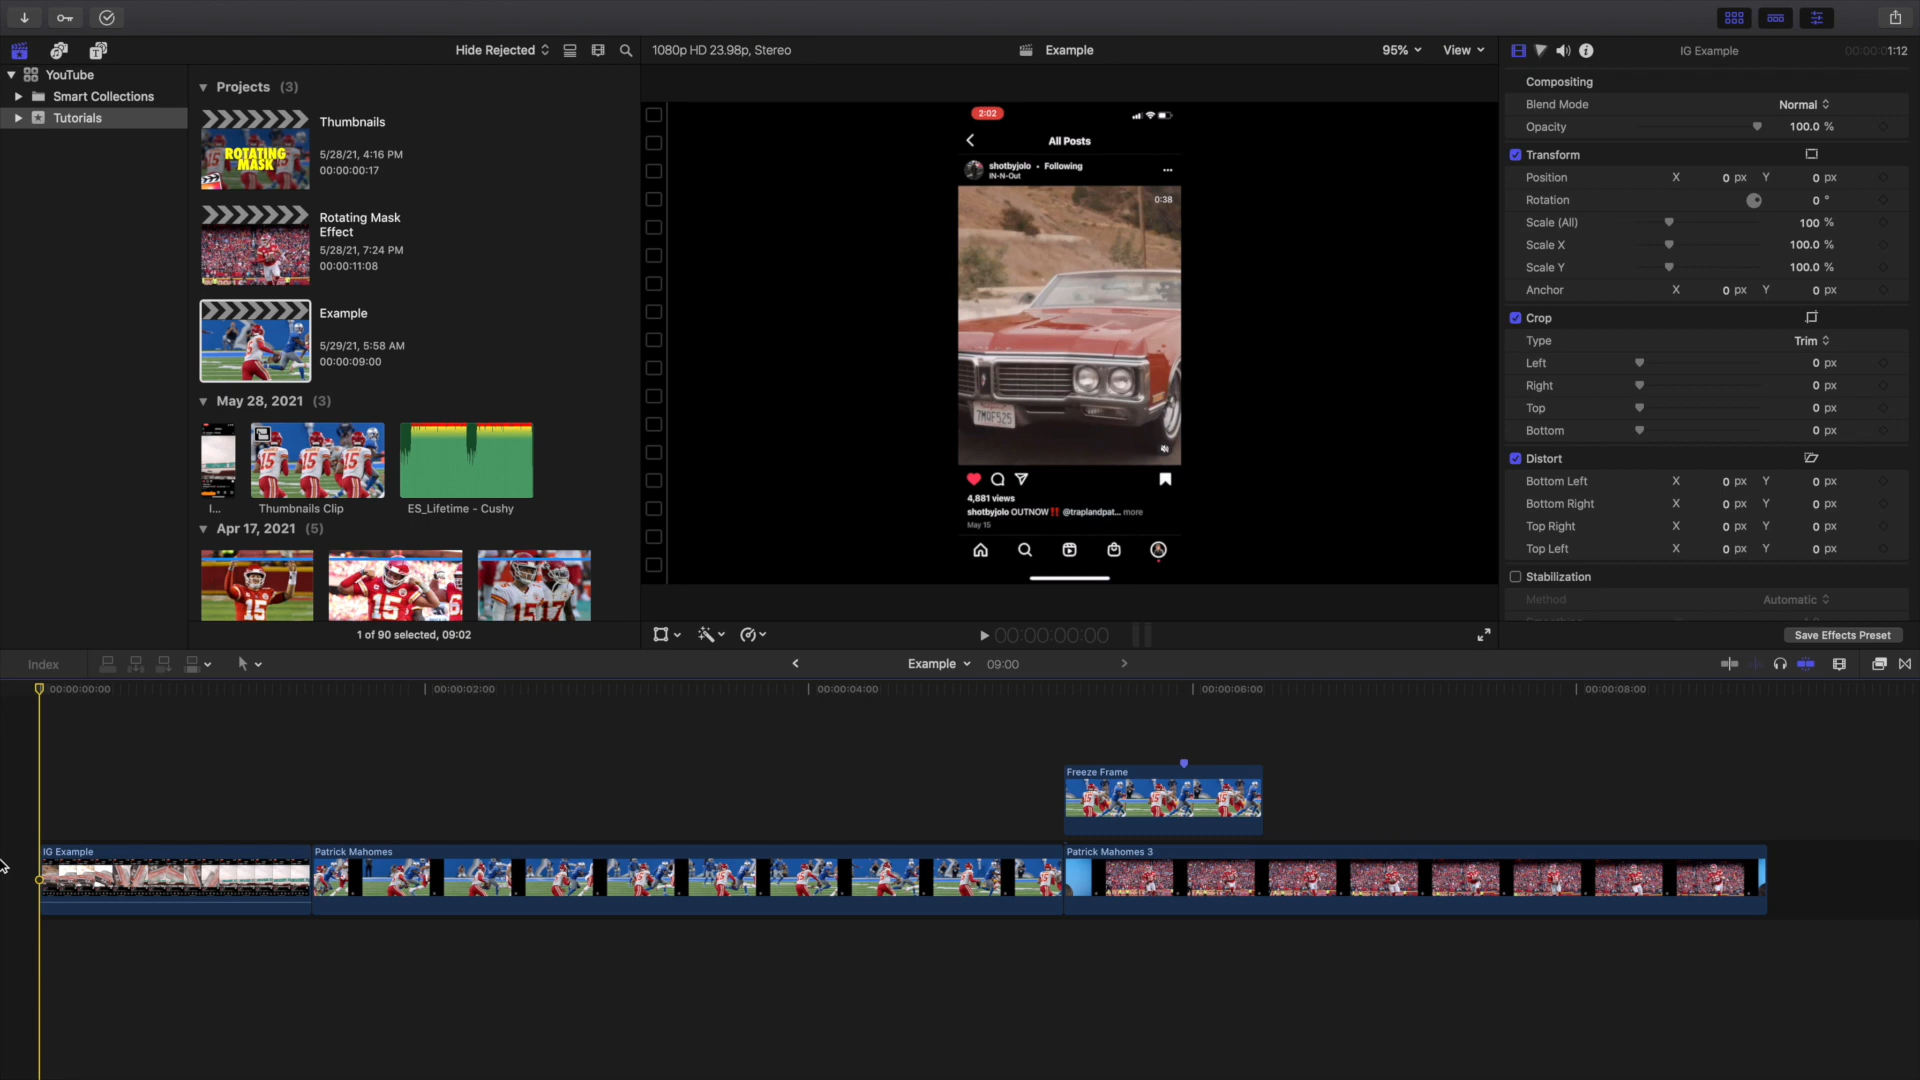 Hide Rejected
1080p HD 23.98p, Stereo
Example
95%
View
IG Example
00:00:01:12
YouTube
Smart Collections
Tutorials
Projects (3)
ROTATING
MASK
Thumbnails
5/28/21, 4:16 PM
00:00:00:17
Rotating Mask
Effect
5/28/21, 7:24 PM
00:00:11:08
Example
5/29/21, 5:58 AM
00:00:09:00
May 28, 2021 (3)
I...
Thumbnails Clip
ES_Lifetime - Cushy
Apr 17, 2021 (5)
1 of 90 selected, 09:02
2:02
All Posts
shotbyjolo • Following
IN-N-Out
0:38
7MOF525
4,881 views
shotbyjolo OUTNOW‼️ @traplandpat... more
May 15
00:00:00:00
Compositing
Blend Mode Normal
Opacity 100.0 %
Transform
Position X 0 px Y 0 px
Rotation 0 °
Scale (All) 100 %
Scale X 100.0 %
Scale Y 100.0 %
Anchor X 0 px Y 0 px
Crop
Type Trim
Left 0 px
Right 0 px
Top 0 px
Bottom 0 px
Distort
Bottom Left X 0 px Y 0 px
Bottom Right X 0 px Y 0 px
Top Right X 0 px Y 0 px
Top Left X 0 px Y 0 px
Stabilization
Method Automatic
Save Effects Preset
Index
Example 09:00
00:00:00:00
00:00:02:00
00:00:04:00
00:00:06:00
00:00:08:00
Freeze Frame
IG Example
Patrick Mahomes
Patrick Mahomes 3